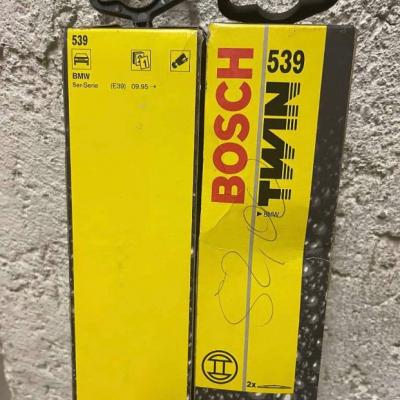 539
BMW
5er-Serie (E39) 09.95 →
BOSCH
539
TWIN
▶ BMW
2x